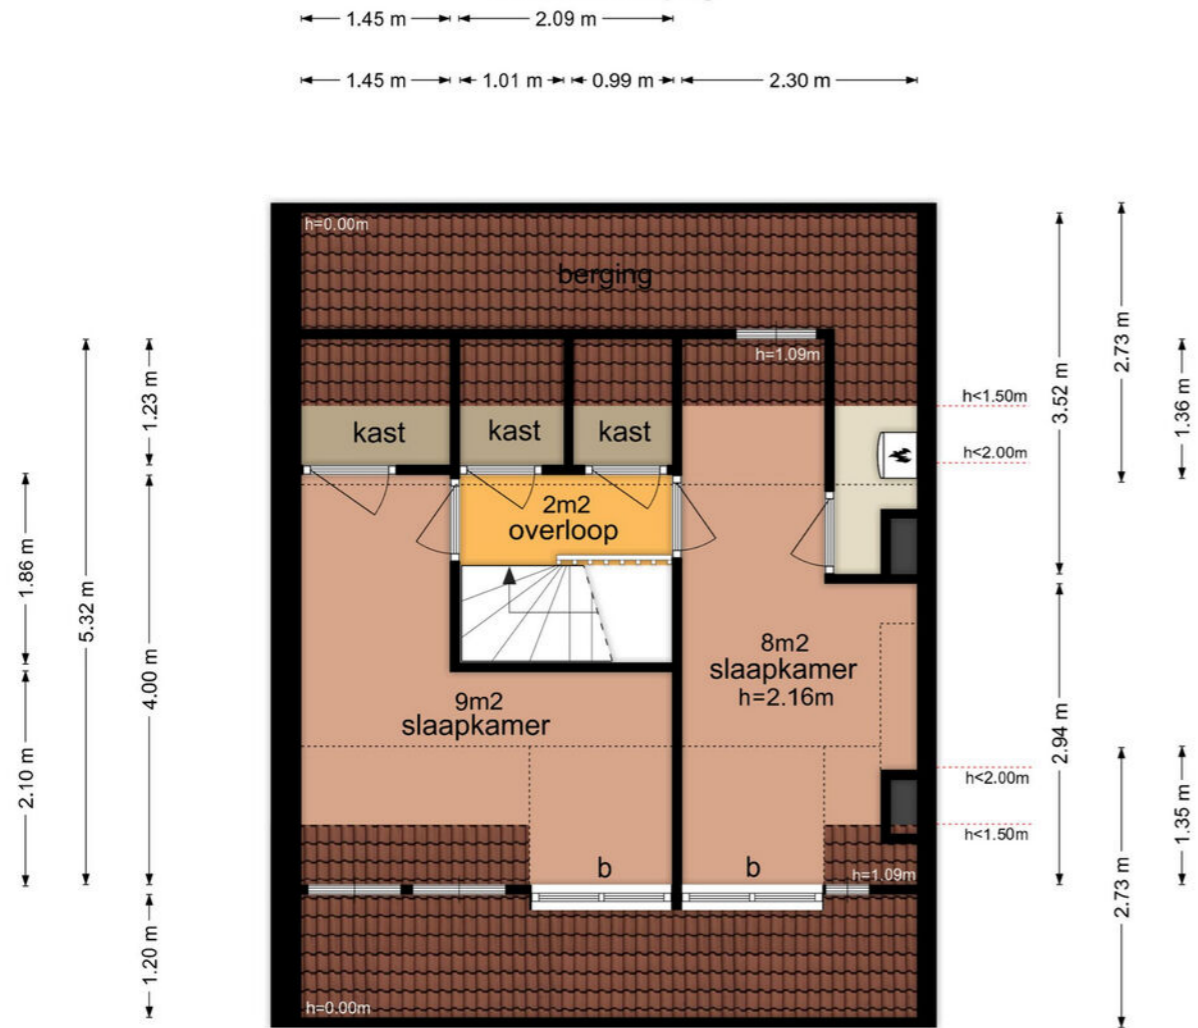 1.45 m
2.09 m
1.45 m
1.01 m
0.99 m
2.30 m
h=0.00m
berging
h=1.09m
h<1.50m
h<2.00m
kast
kast
kast
2m2
overloop
8m2
slaapkamer
h=2.16m
9m2
slaapkamer
h<2.00m
h<1.50m
b
b
h=1.09m
h=0.00m
1.86 m
2.10 m
5.32 m
1.23 m
4.00 m
1.20 m
3.52 m
2.94 m
2.73 m
2.73 m
1.36 m
1.35 m